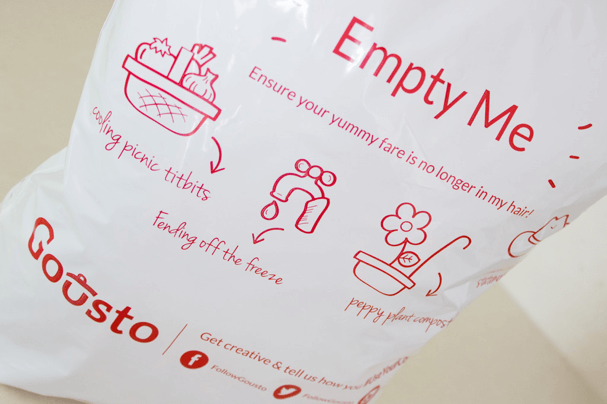 Empty Me
Ensure your yummy fare is no longer in my hair!
cooling picnic titbits
Fending off the freeze
peppy plant compost
Gousto
Get creative & tell us how you
FollowGousto
FollowGousto